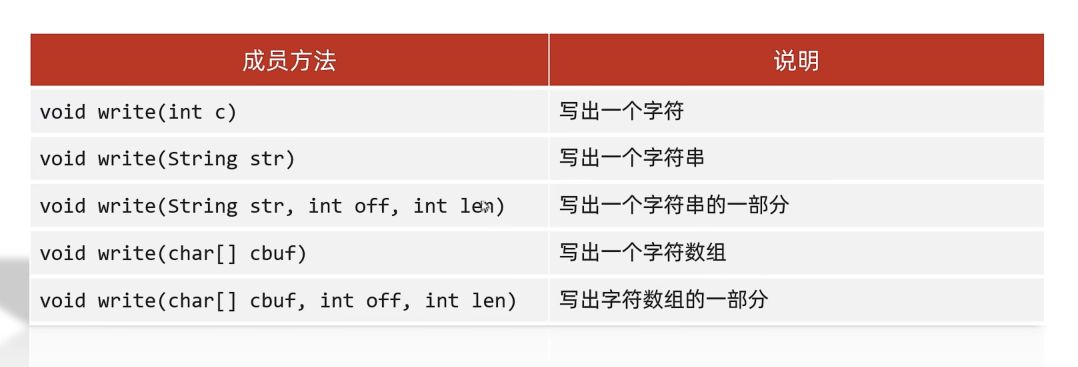 成员方法 说明
void write(int c) 写出一个字符
void write(String str) 写出一个字符串
void write(String str, int off, int len) 写出一个字符串的一部分
void write(char[] cbuf) 写出一个字符数组
void write(char[] cbuf, int off, int len) 写出字符数组的一部分